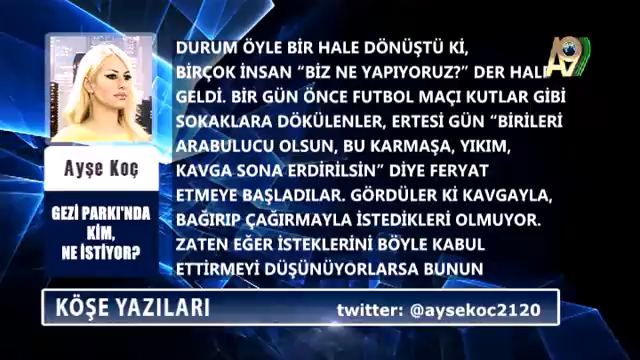 DURUM ÖYLE BİR HALE DÖNÜŞTÜ Kİ,
BİRÇOK İNSAN “BİZ NE YAPIYORUZ?” DER HALE
GELDİ. BİR GÜN ÖNCE FUTBOL MAÇI KUTLAR GİBİ
SOKAKLARA DÖKÜLENLER, ERTESİ GÜN “BİRİLERİ
ARABULUCU OLSUN, BU KARMAŞA, YIKIM,
KAVGA SONA ERDİRİLSİN” DİYE FERYAT
ETMEYE BAŞLADILAR. GÖRDÜLER Kİ KAVGAYLA,
BAĞIRIP ÇAĞIRMAYLA İSTEDİKLERİ OLMUYOR.
ZATEN EĞER İSTEKLERİNİ BÖYLE KABUL
ETTİRMEYİ DÜŞÜNÜYORLARSA BUNUN
A9
Ayşe Koç
GEZİ PARKI'NDA
KİM,
NE İSTİYOR?
KÖŞE YAZILARI
twitter: @aysekoc2120